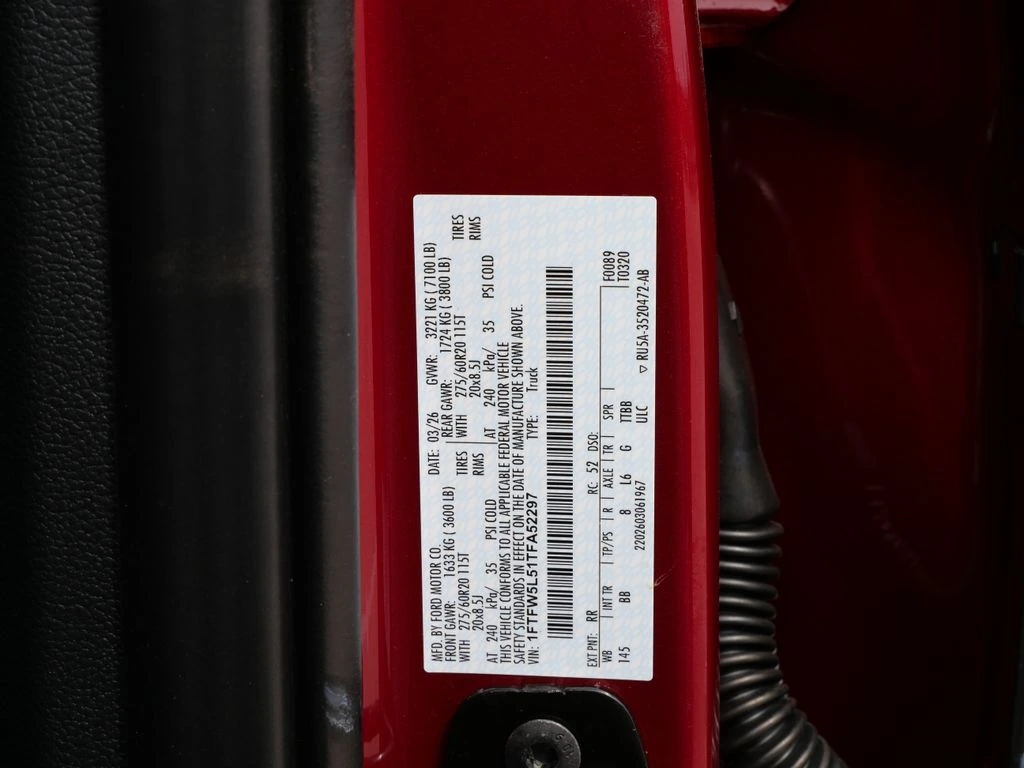 MFD. BY FORD MOTOR CO. DATE: 03/26 GVWR: 3221 KG ( 7100 LB)
FRONT GAWR: 1633 KG ( 3600 LB) REAR GAWR: 1724 KG ( 3800 LB)
WITH 275/60R20 115T TIRES WITH 275/60R20 115T TIRES
20x8.5J RIMS 20x8.5J RIMS
AT 240 kPa/ 35 PSI COLD AT 240 kPa/ 35 PSI COLD
THIS VEHICLE CONFORMS TO ALL APPLICABLE FEDERAL MOTOR VEHICLE
SAFETY STANDARDS IN EFFECT ON THE DATE OF MANUFACTURE SHOWN ABOVE.
VIN: 1FTFW5L51TFA52297 TYPE: Truck
EXT PNT: RR RC: 52 DSO: F0089
WB INT TR TP/PS R AXLE TR SPR T0320
145 BB 8 L6 G TTBB
ULC
2202603061967 ▽ RU5A-3520472-AB